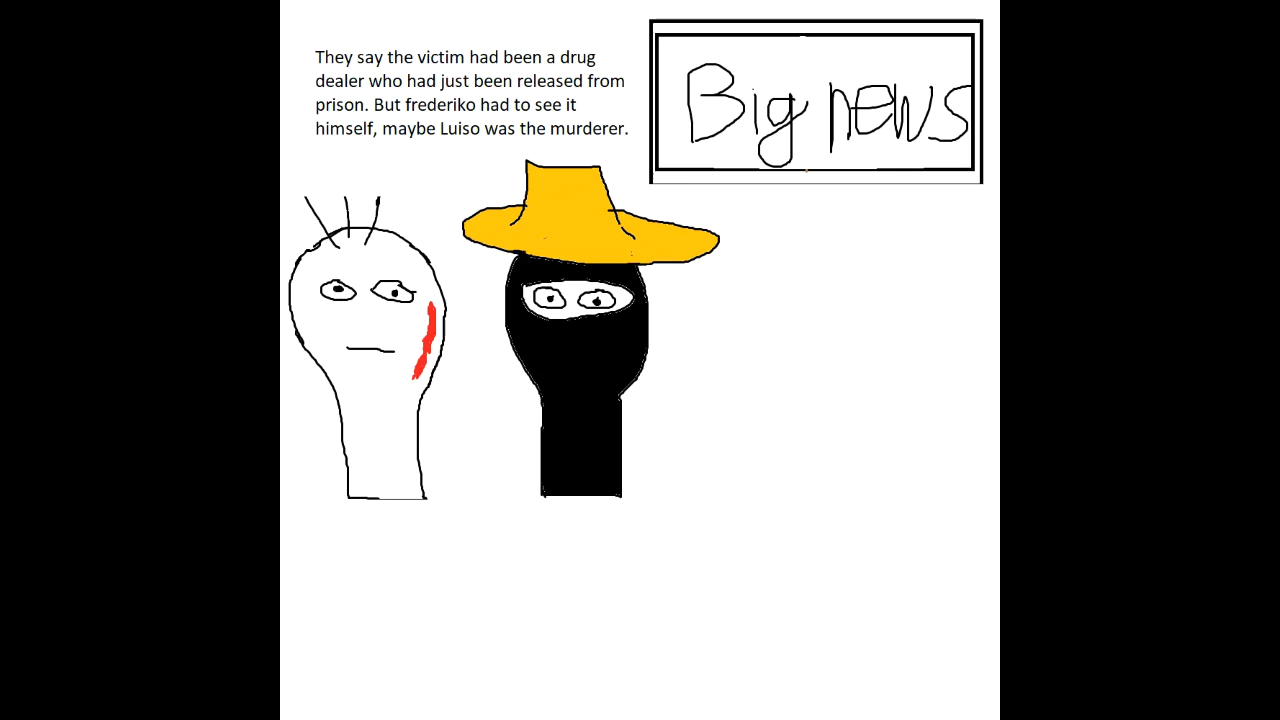 They say the victim had been a drug
dealer who had just been released from
prison. But frederiko had to see it
himself, maybe Luiso was the murderer.
Big news